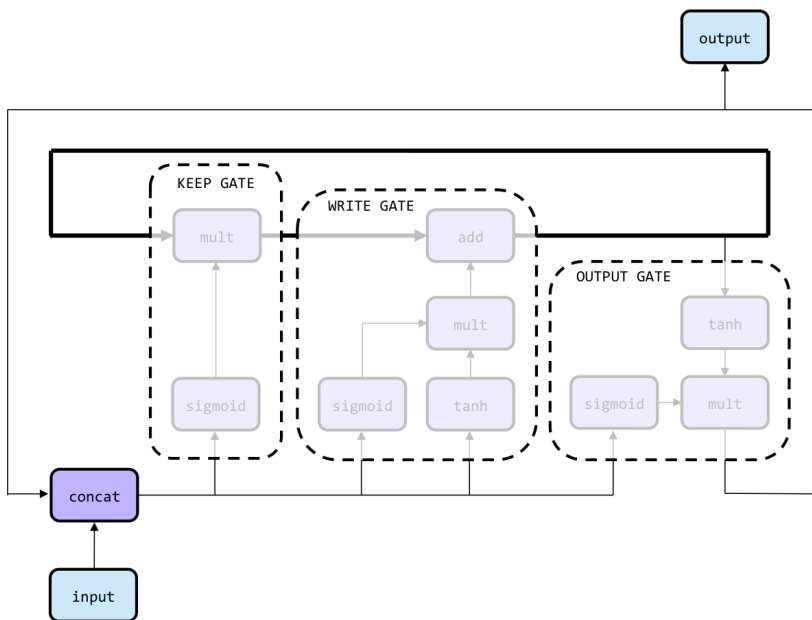 output
KEEP GATE
WRITE GATE
mult
add
OUTPUT GATE
mult
tanh
sigmoid
sigmoid
tanh
sigmoid
mult
concat
input